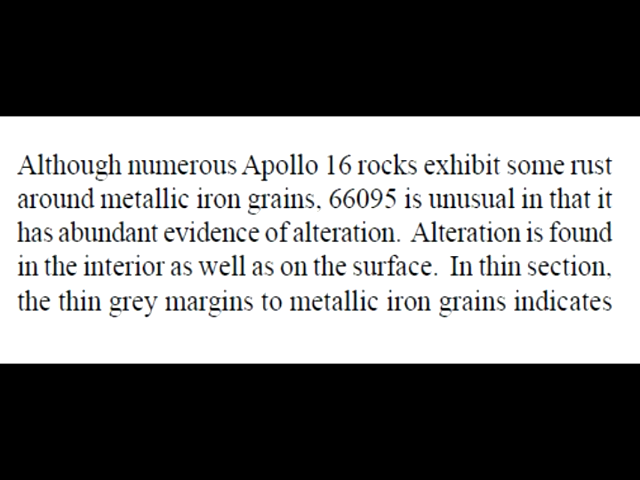 Although numerous Apollo 16 rocks exhibit some rust
around metallic iron grains, 66095 is unusual in that it
has abundant evidence of alteration. Alteration is found
in the interior as well as on the surface. In thin section,
the thin grey margins to metallic iron grains indicates